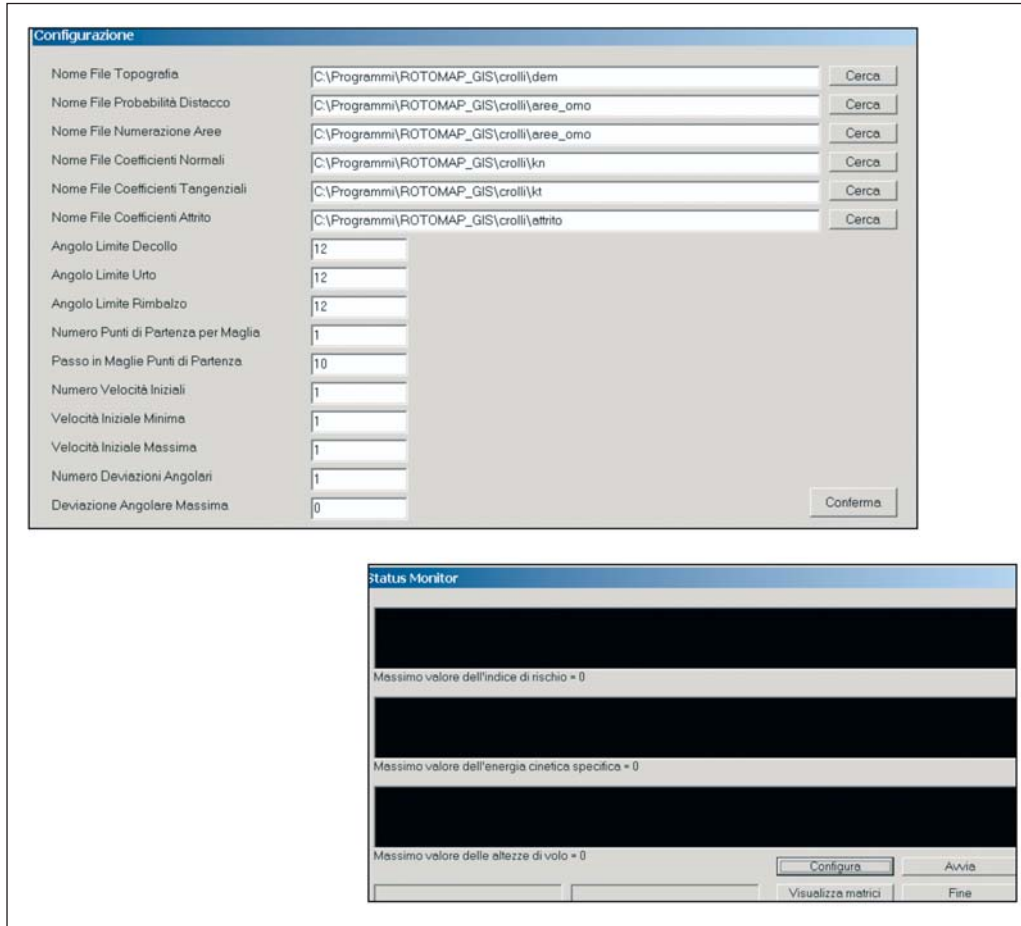 Configurazione
Nome File Topografia C:\Programmi\ROTOMAP_GIS\crolli\dem Cerca
Nome File Probabilità Distacco C:\Programmi\ROTOMAP_GIS\crolli\aree_omo Cerca
Nome File Numerazione Aree C:\Programmi\ROTOMAP_GIS\crolli\aree_omo Cerca
Nome File Coefficienti Normali C:\Programmi\ROTOMAP_GIS\crolli\kn Cerca
Nome File Coefficienti Tangenziali C:\Programmi\ROTOMAP_GIS\crolli\kt Cerca
Nome File Coefficienti Attrito C:\Programmi\ROTOMAP_GIS\crolli\attrito Cerca
Angolo Limite Decollo 12
Angolo Limite Urto 12
Angolo Limite Rimbalzo 12
Numero Punti di Partenza per Maglia 1
Passo in Maglie Punti di Partenza 10
Numero Velocità Iniziali 1
Velocità Iniziale Minima 1
Velocità Iniziale Massima 1
Numero Deviazioni Angolari 1
Deviazione Angolare Massima 0 Conferma
Status Monitor
Massimo valore dell'indice di rischio = 0
Massimo valore dell'energia cinetica specifica = 0
Massimo valore delle altezze di volo = 0
Configura Avvia
Visualizza matrici Fine